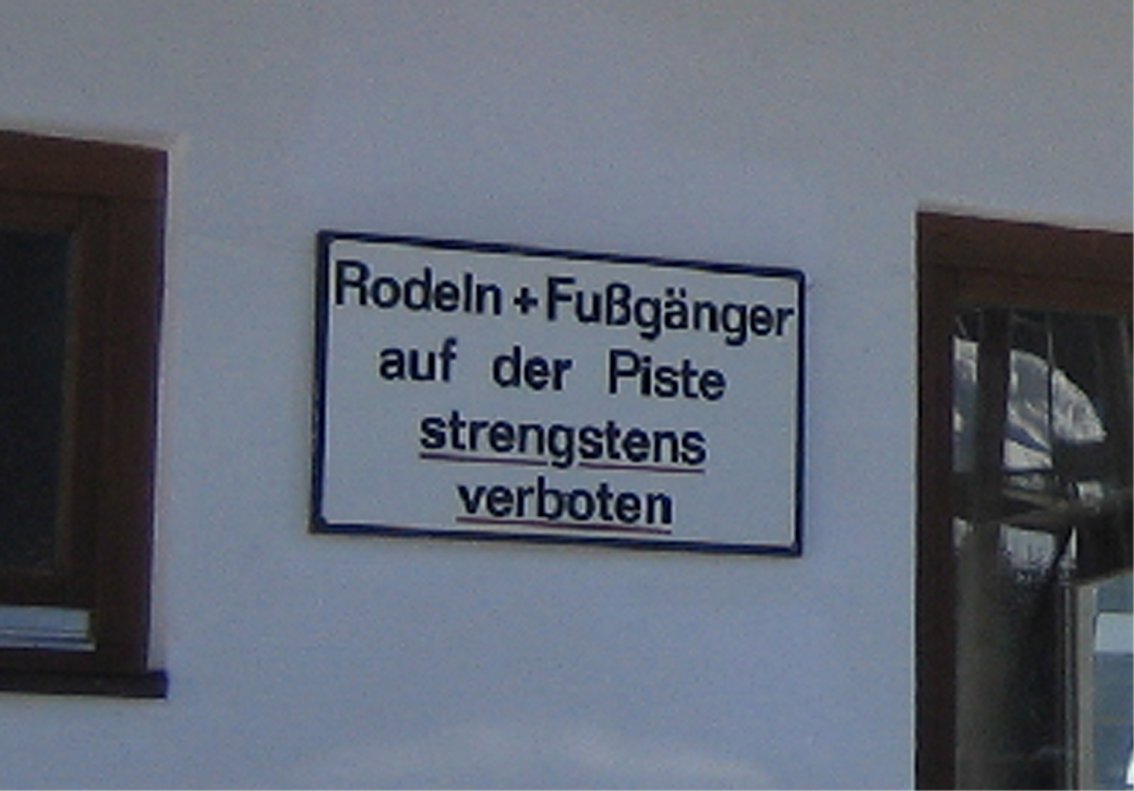 Rodeln + Fußgänger
auf der Piste
strengstens
verboten